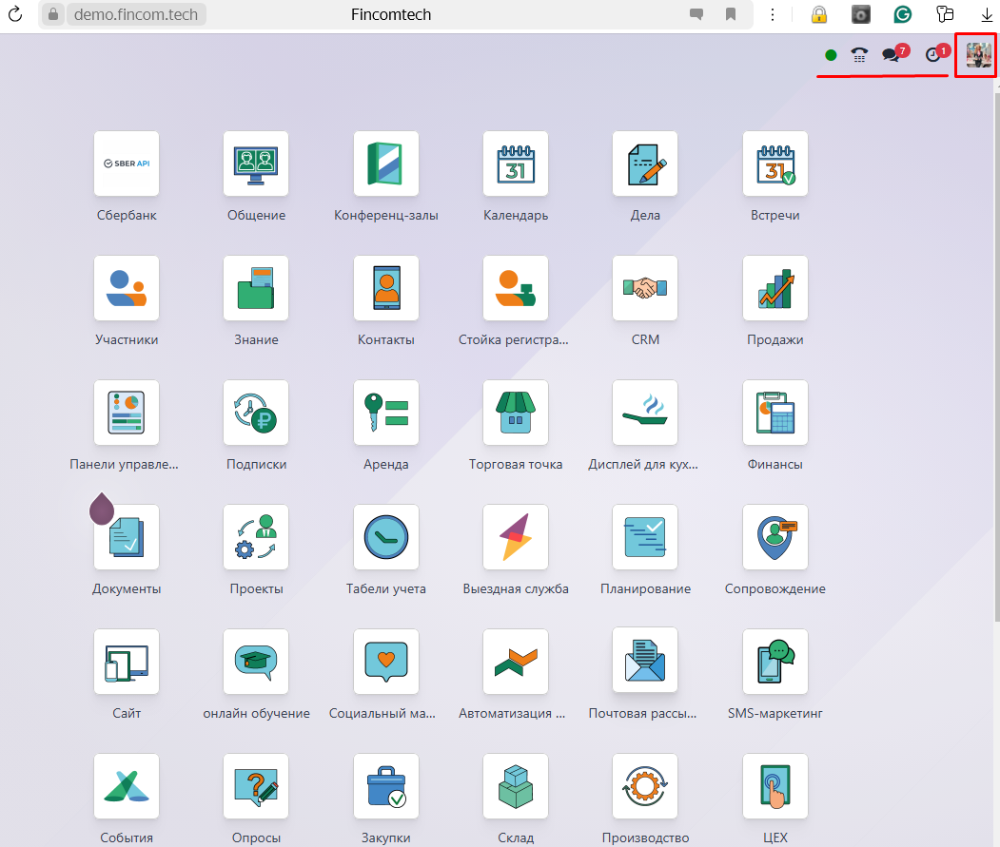 demo.fincom.tech
Fincomtech
7
1
SBER API
31
31
Сбербанк
Общение
Конференц-залы
Календарь
Дела
Встречи
Участники
Знание
Контакты
Стойка регистра...
CRM
Продажи
₽
Панели управле...
Подписки
Аренда
Торговая точка
Дисплей для кух...
Финансы
Документы
Проекты
Табели учета
Выездная служба
Планирование
Сопровождение
Сайт
онлайн обучение
Социальный ма...
Автоматизация ...
Почтовая рассы...
SMS-маркетинг
?
События
Опросы
Закупки
Склад
Производство
ЦЕХ